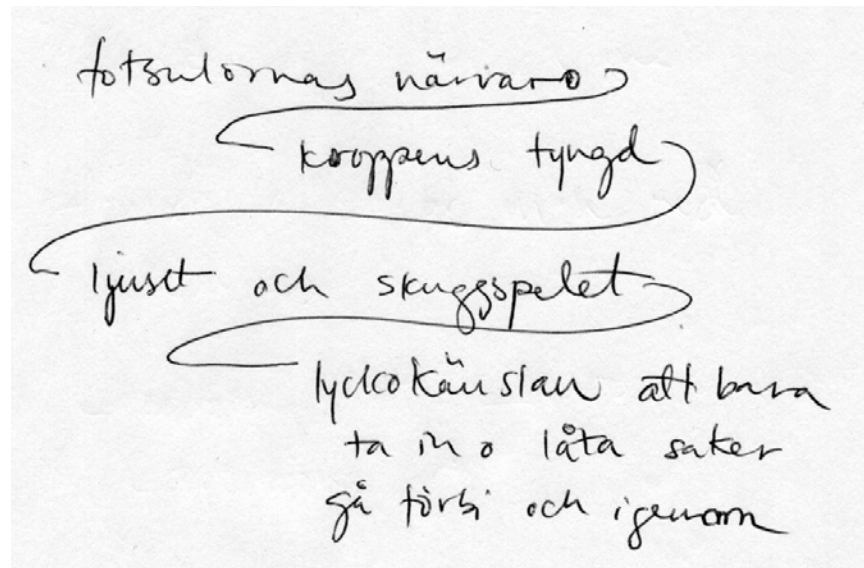 fotsulornas närvaro
kroppens tyngd
ljuset och skuggspelet
lyckokänslan att bara
ta in o låta saker
gå förbi och igenom